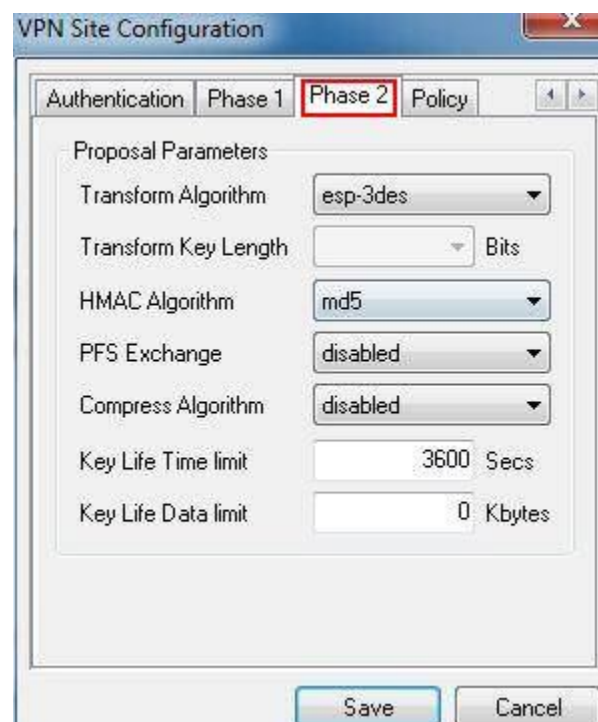 VPN Site Configuration
Authentication Phase 1 Phase 2 Policy
Proposal Parameters
Transform Algorithm esp-3des
Transform Key Length Bits
HMAC Algorithm md5
PFS Exchange disabled
Compress Algorithm disabled
Key Life Time limit 3600 Secs
Key Life Data limit 0 Kbytes
Save Cancel